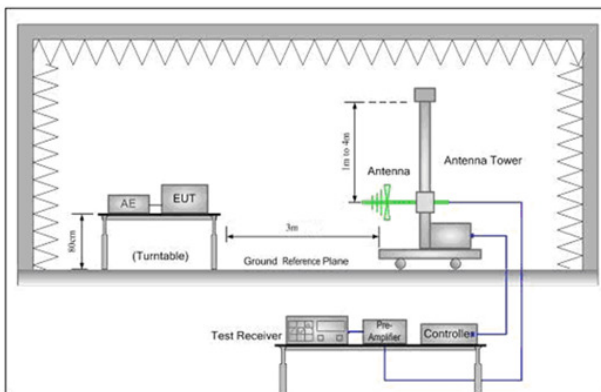 1m to 4m
Antenna
Antenna Tower
AE
EUT
80cm
(Turntable)
3m
Ground Reference Plane
Test Receiver
Pre-
Amplifier
Controller